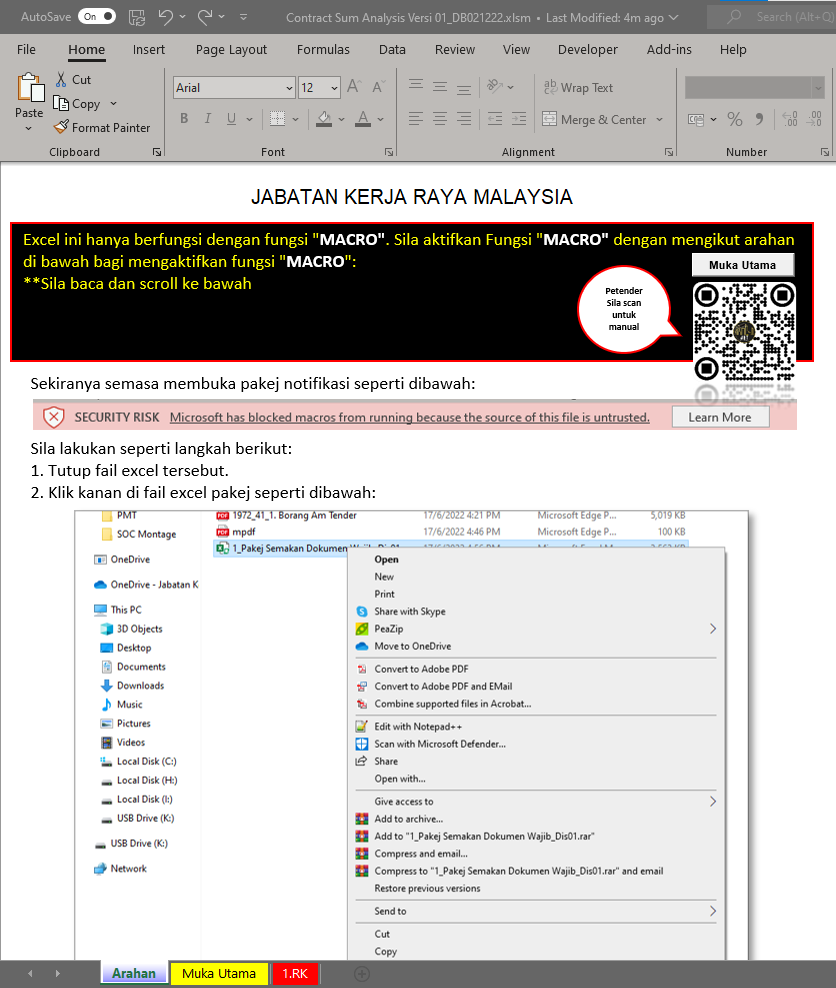 AutoSave On Contract Sum Analysis Versi 01_DB021222.xlsm • Last Modified: 4m ago Search (Alt+Q)
File Home Insert Page Layout Formulas Data Review View Developer Add-ins Help
Paste
Cut
Copy
Format Painter
Clipboard
Arial 12 A A
B I U A
Font
ab Wrap Text
Merge & Center
Alignment
% 9
Number
JABATAN KERJA RAYA MALAYSIA
Excel ini hanya berfungsi dengan fungsi "MACRO". Sila aktifkan Fungsi "MACRO" dengan mengikut arahan
di bawah bagi mengaktifkan fungsi "MACRO":
**Sila baca dan scroll ke bawah
Muka Utama
Petender
Sila scan
untuk
manual
Sekiranya semasa membuka pakej notifikasi seperti dibawah:
SECURITY RISK Microsoft has blocked macros from running because the source of this file is untrusted. Learn More
Sila lakukan seperti langkah berikut:
1. Tutup fail excel tersebut.
2. Klik kanan di fail excel pakej seperti dibawah:
PMT
SOC Montage
OneDrive
OneDrive - Jabatan K
This PC
3D Objects
Desktop
Documents
Downloads
Music
Pictures
Videos
Local Disk (C:)
Local Disk (H:)
Local Disk (I:)
USB Drive (K:)
USB Drive (K:)
Network
1972_41_1. Borang Am Tender 17/6/2022 4:21 PM Microsoft Edge P... 5,019 KB
mpdf 17/6/2022 4:46 PM Microsoft Edge P... 100 KB
1_Pakej Semakan Dokumen Wajib_Dis01
Open
New
Print
Share with Skype
PeaZip
Move to OneDrive
Convert to Adobe PDF
Convert to Adobe PDF and EMail
Combine supported files in Acrobat...
Edit with Notepad++
Scan with Microsoft Defender...
Share
Open with...
Give access to
Add to archive...
Add to "1_Pakej Semakan Dokumen Wajib_Dis01.rar"
Compress and email...
Compress to "1_Pakej Semakan Dokumen Wajib_Dis01.rar" and email
Restore previous versions
Send to
Cut
Copy
Arahan Muka Utama 1.RK